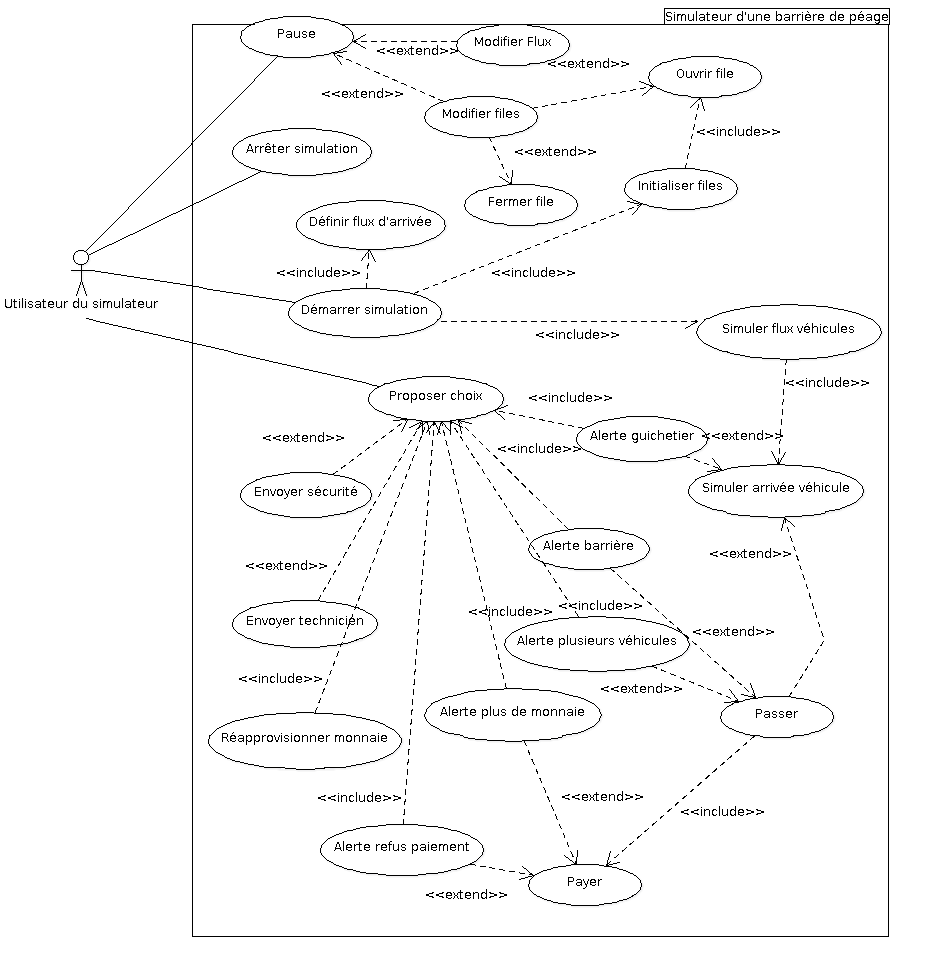 Simulateur d'une barrière de péage
Pause
Modifier Flux
<<extend>>
<<extend>>
Ouvrir file
<<extend>>
Modifier files
<<include>>
Arrêter simulation
<<extend>>
Initialiser files
Fermer file
Définir flux d'arrivée
<<include>>
<<include>>
Utilisateur du simulateur
Démarrer simulation
Simuler flux véhicules
<<include>>
<<include>>
Proposer choix
<<include>>
<<extend>>
Alerte guichetier
<<extend>>
<<include>>
Envoyer sécurité
Simuler arrivée véhicule
Alerte barrière
<<extend>>
<<extend>>
<<include>>
<<include>>
Envoyer technicien
<<extend>>
Alerte plusieurs véhicules
<<include>>
<<extend>>
Alerte plus de monnaie
Passer
Réapprovisionner monnaie
<<include>>
<<extend>>
<<include>>
Alerte refus paiement
Payer
<<extend>>